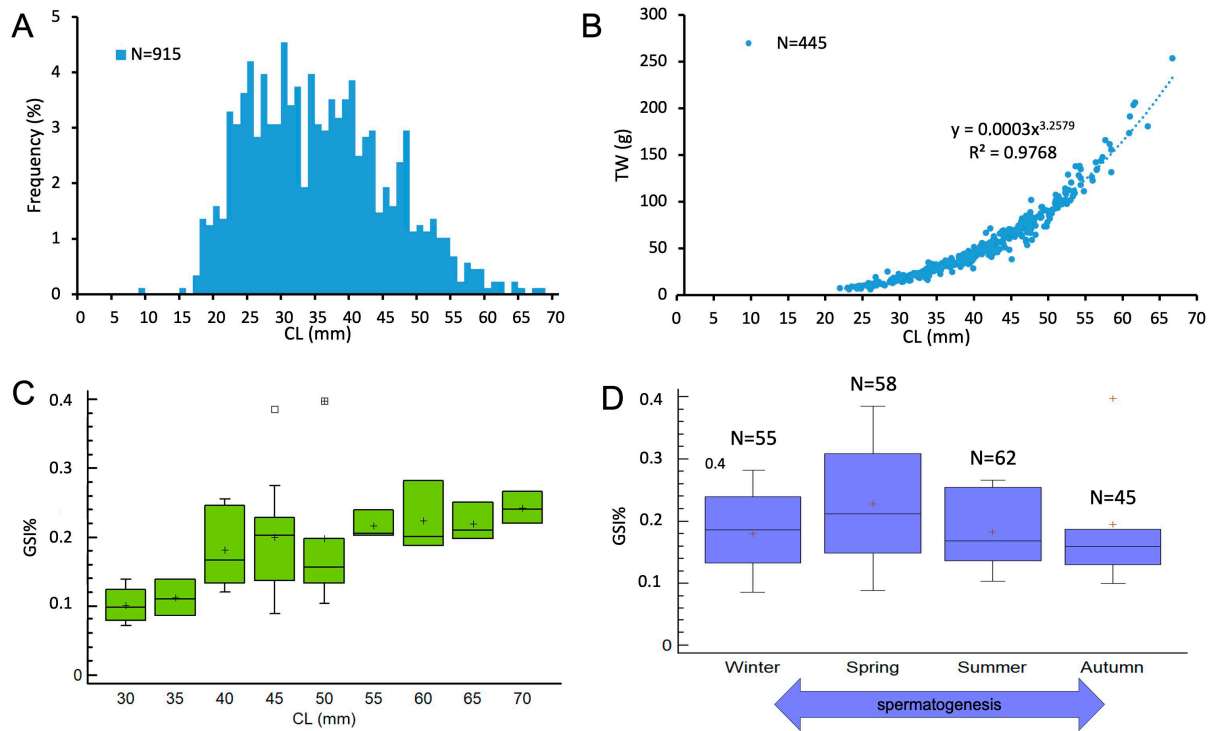 A
Frequency (%)
5
4
3
2
1
0
N=915
0 5 10 15 20 25 30 35 40 45 50 55 60 65 70
CL (mm)
B
TW (g)
300
250
200
150
100
50
0
N=445
y = 0.0003x^3.2579
R² = 0.9768
0 15 10 45 20 25 30 35 40 45 50 55 60 65 70
CL (mm)
C
GSI%
0.4
0.3
0.2
0.1
0
30 35 40 45 50 55 60 65 70
CL (mm)
D
GSI%
0.4
0.3
0.2
0.1
0
N=55
0.4
N=58
N=62
N=45
Winter Spring Summer Autumn
spermatogenesis